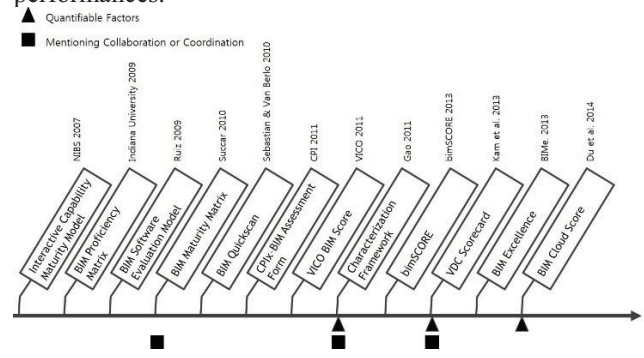 performances.
Quantifiable Factors
Mentioning Collaboration or Coordination
NIBS 2007
Indiana University 2009
Ruiz 2009
Succar 2010
Sebastian & Van Berlo 2010
CPI 2011
VICO 2011
Gao 2011
bimSCORE 2013
Kam et al. 2013
BIMe. 2013
Du et al. 2014
Interactive Capability
Maturity Model
BIM Proficiency
Matrix
BIM Software
Evaluation Model
BIM Maturity Matrix
BIM Quickscan
CPIx-BIM Assessment
Form
VICO BIM Score
Characterization
Framework
bimSCORE
VDC Scorecard
BIM Excellence
BIM Cloud Score